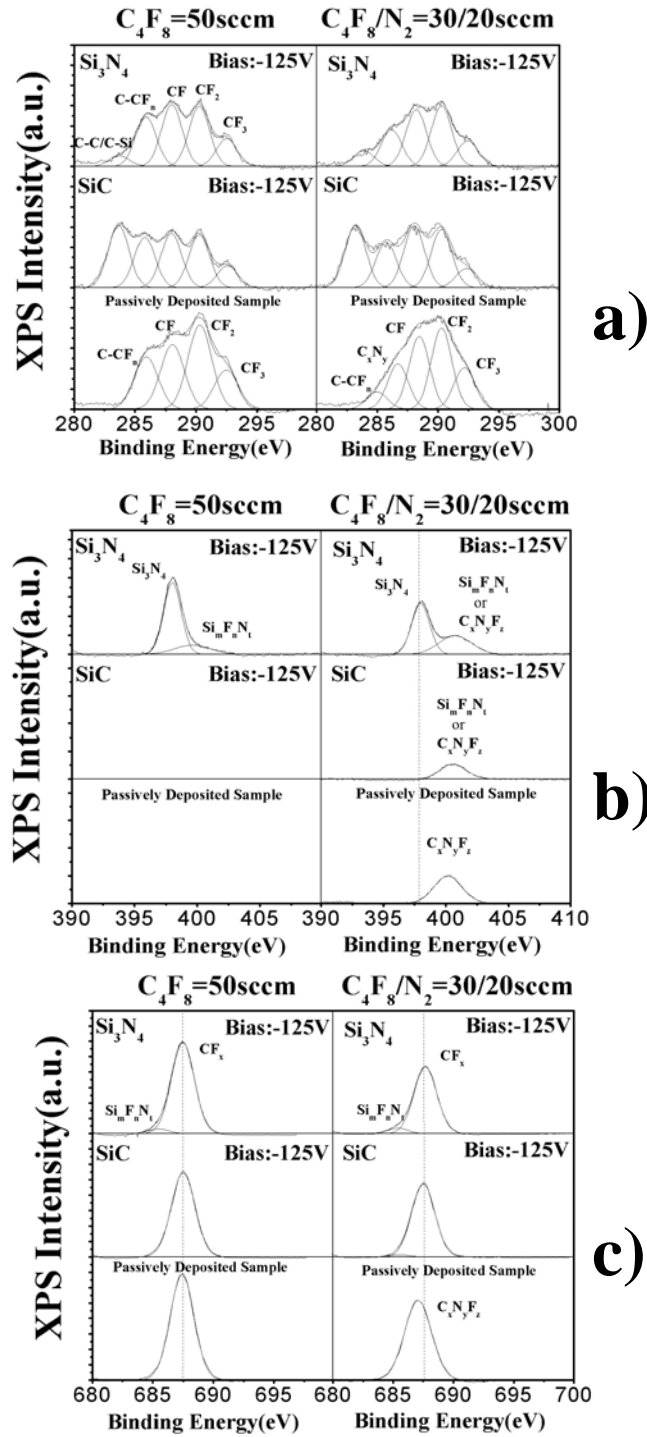 C₄F₈=50sccm C₄F₈/N₂=30/20sccm
Si₃N₄ Bias:-125V Si₃N₄ Bias:-125V
C-CFₙ CF CF₂
C-C/C-Si CF₃
SiC Bias:-125V SiC Bias:-125V
Passively Deposited Sample Passively Deposited Sample
C-CFₙ CF CF₂ CF₃ C-CFₙ CₓNᵧ CF CF₂ CF₃
XPS Intensity(a.u.)
a)
280 285 290 295 280 285 290 295 300
Binding Energy(eV) Binding Energy(eV)
C₄F₈=50sccm C₄F₈/N₂=30/20sccm
Si₃N₄ Bias:-125V Si₃N₄ Bias:-125V
Si₃N₄ Si₃N₄ SiₘFₙNₜ
or
SiₘFₙNₜ CₓNᵧF_z
SiC Bias:-125V SiC Bias:-125V
SiₘFₙNₜ
or
CₓNᵧF_z
Passively Deposited Sample Passively Deposited Sample
CₓNᵧF_z
XPS Intensity(a.u.)
b)
390 395 400 405 390 395 400 405 410
Binding Energy(eV) Binding Energy(eV)
C₄F₈=50sccm C₄F₈/N₂=30/20sccm
Si₃N₄ Bias:-125V Si₃N₄ Bias:-125V
CFₓ CFₓ
SiₘFₙNₜ SiₘFₙNₜ
SiC Bias:-125V SiC Bias:-125V
Passively Deposited Sample Passively Deposited Sample
CₓNᵧF_z
XPS Intensity(a.u.)
c)
680 685 690 695 680 685 690 695 700
Binding Energy(eV) Binding Energy(eV)